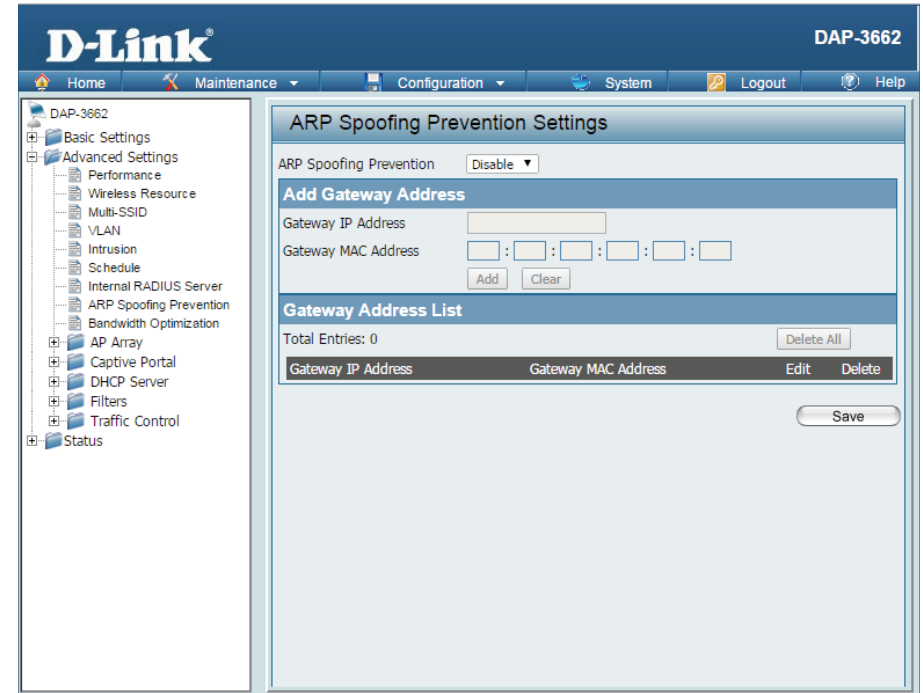 D-Link®
DAP-3662
Home Maintenance Configuration System Logout Help
DAP-3662
Basic Settings
Advanced Settings
Performance
Wireless Resource
Multi-SSID
VLAN
Intrusion
Schedule
Internal RADIUS Server
ARP Spoofing Prevention
Bandwidth Optimization
AP Array
Captive Portal
DHCP Server
Filters
Traffic Control
Status
ARP Spoofing Prevention Settings
ARP Spoofing Prevention Disable
Add Gateway Address
Gateway IP Address
Gateway MAC Address : : : : :
Add Clear
Gateway Address List
Total Entries: 0 Delete All
Gateway IP Address Gateway MAC Address Edit Delete
Save